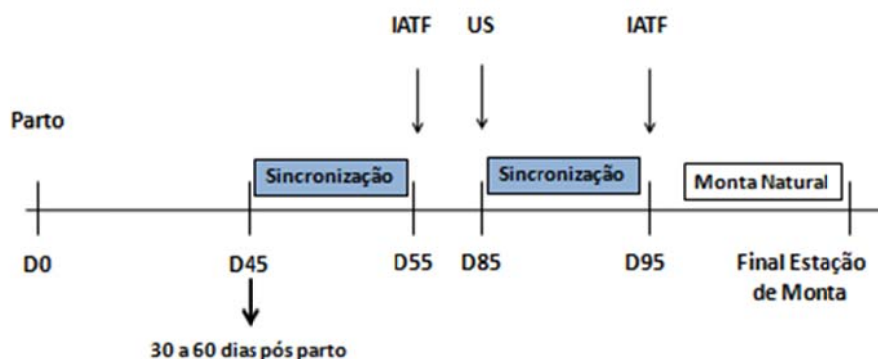 IATF US IATF
Parto
Sincronização Sincronização Monta Natural
D0 D45 D55 D85 D95 Final Estação
de Monta
30 a 60 dias pós parto